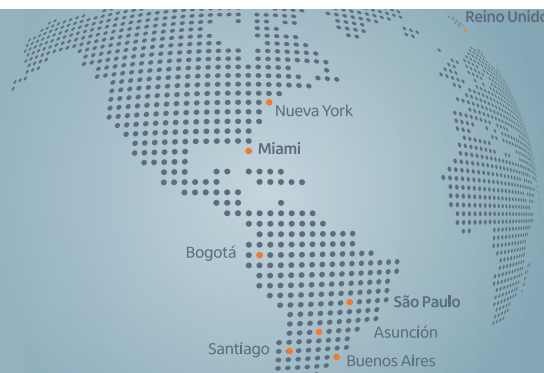 Reino Unido
Nueva York
Miami
Bogotá
São Paulo
Asunción
Santiago
Buenos Aires